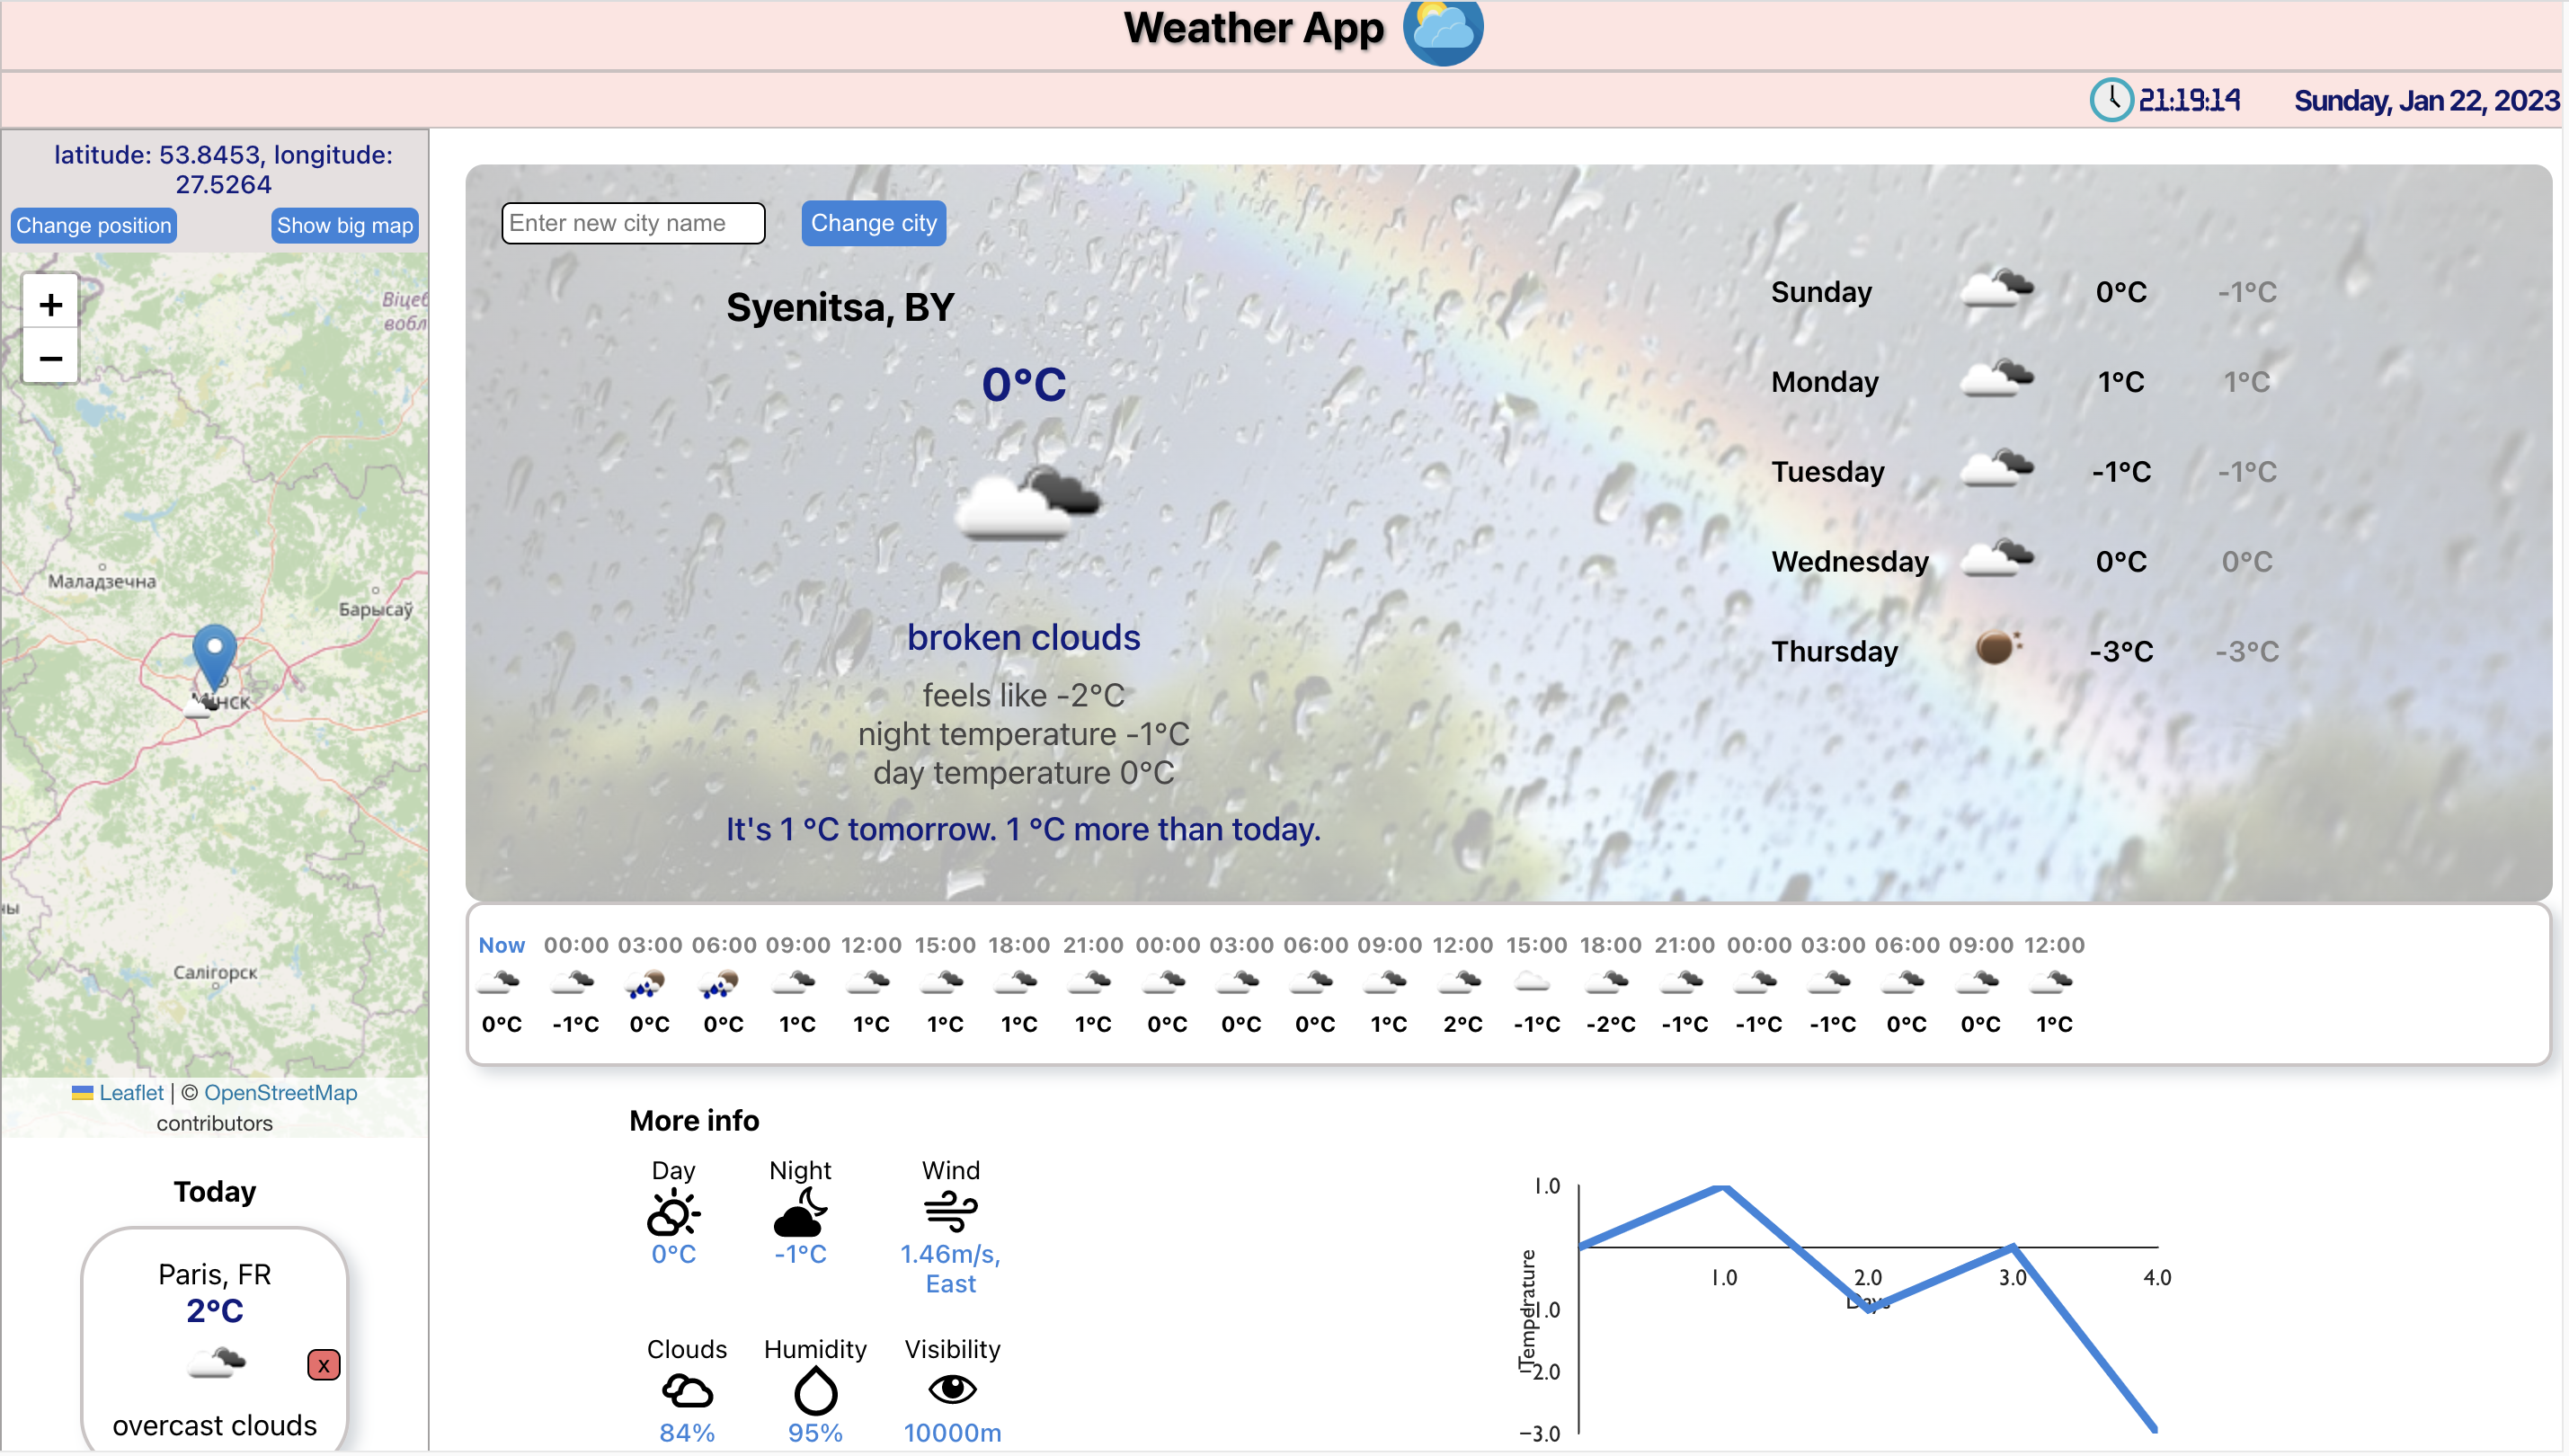 Weather App
21:19:14 Sunday, Jan 22, 2023
latitude: 53.8453, longitude:
27.5264
Change position Show big map
+
−
Віцеб
вобл
Маладзечна
Барысаў
Мінск
ны
Салігорск
Leaflet | © OpenStreetMap
contributors
Today
Paris, FR
2°C
x
overcast clouds
Enter new city name Change city
Syenitsa, BY
0°C
broken clouds
feels like -2°C
night temperature -1°C
day temperature 0°C
It's 1 °C tomorrow. 1 °C more than today.
Sunday 0°C -1°C
Monday 1°C 1°C
Tuesday -1°C -1°C
Wednesday 0°C 0°C
Thursday -3°C -3°C
Now 00:00 03:00 06:00 09:00 12:00 15:00 18:00 21:00 00:00 03:00 06:00 09:00 12:00 15:00 18:00 21:00 00:00 03:00 06:00 09:00 12:00
0°C -1°C 0°C 0°C 1°C 1°C 1°C 1°C 1°C 0°C 0°C 0°C 1°C 2°C -1°C -2°C -1°C -1°C -1°C 0°C 0°C 1°C
More info
Day Night Wind
0°C -1°C 1.46m/s,
East
Clouds Humidity Visibility
84% 95% 10000m
1.0
1.0 2.0 3.0 4.0
Days
−1.0
Temperature
−2.0
−3.0